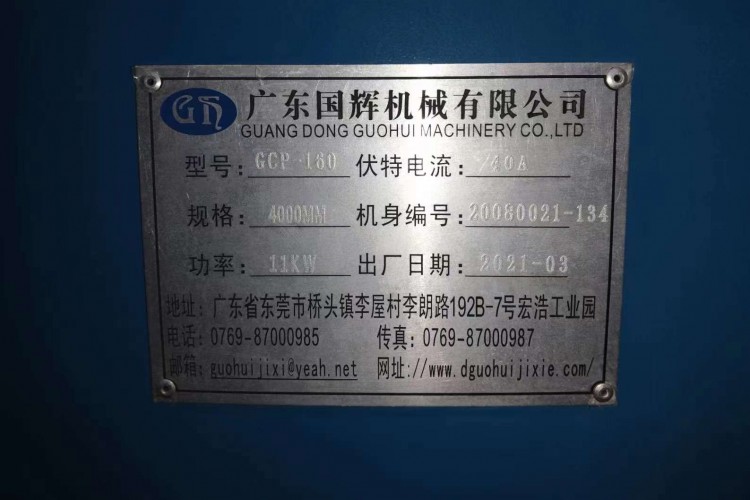 GH 广东国辉机械有限公司
GUANG DONG GUOHUI MACHINERY CO.,LTD
型号: GCP-180 伏特电流: /40A
规格: 4000MM 机身编号: 20080021-134
功率: 11KW 出厂日期: 2021-03
地址: 广东省东莞市桥头镇李屋村李朗路192B-7号宏浩工业园
电话: 0769-87000985 传真: 0769-87000987
邮箱: guohuijixi@yeah.net 网址://www.dguohuijixie.com/